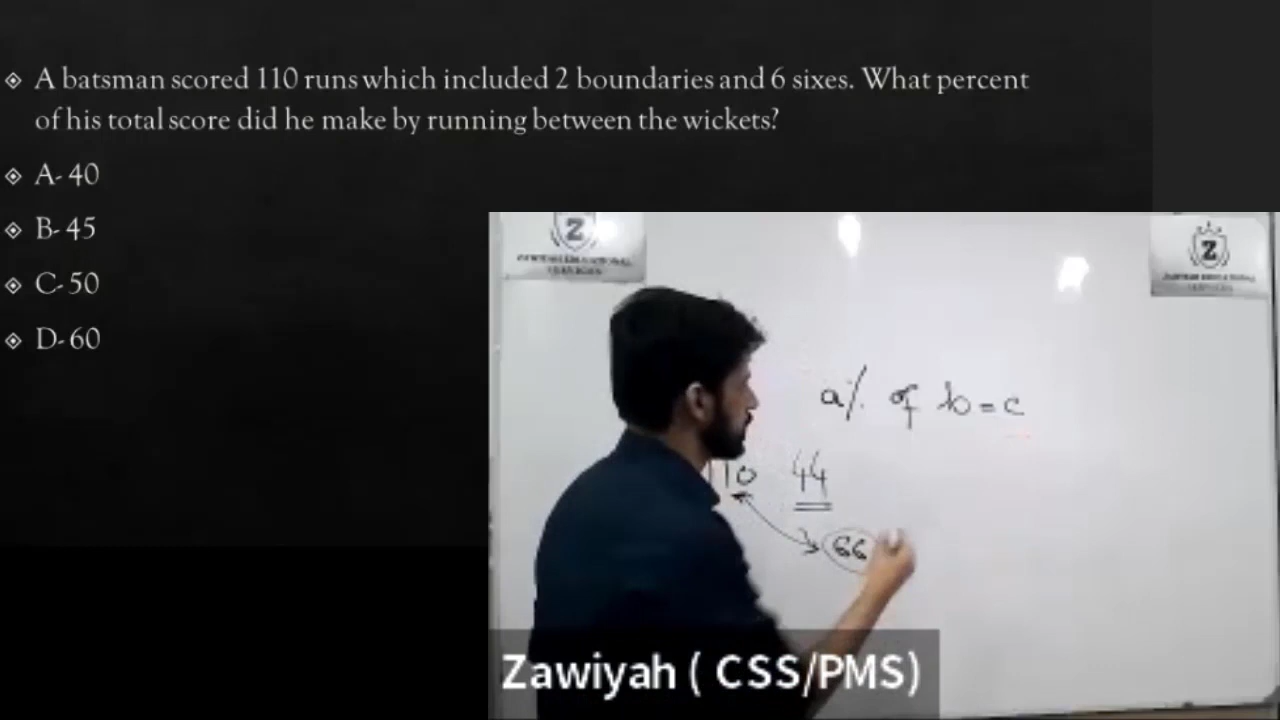 A batsman scored 110 runs which included 2 boundaries and 6 sixes. What percent
of his total score did he make by running between the wickets?
A- 40
B- 45
C- 50
D- 60
Z
Z
a% of b = c
110 44
66
Zawiyah ( CSS/PMS)